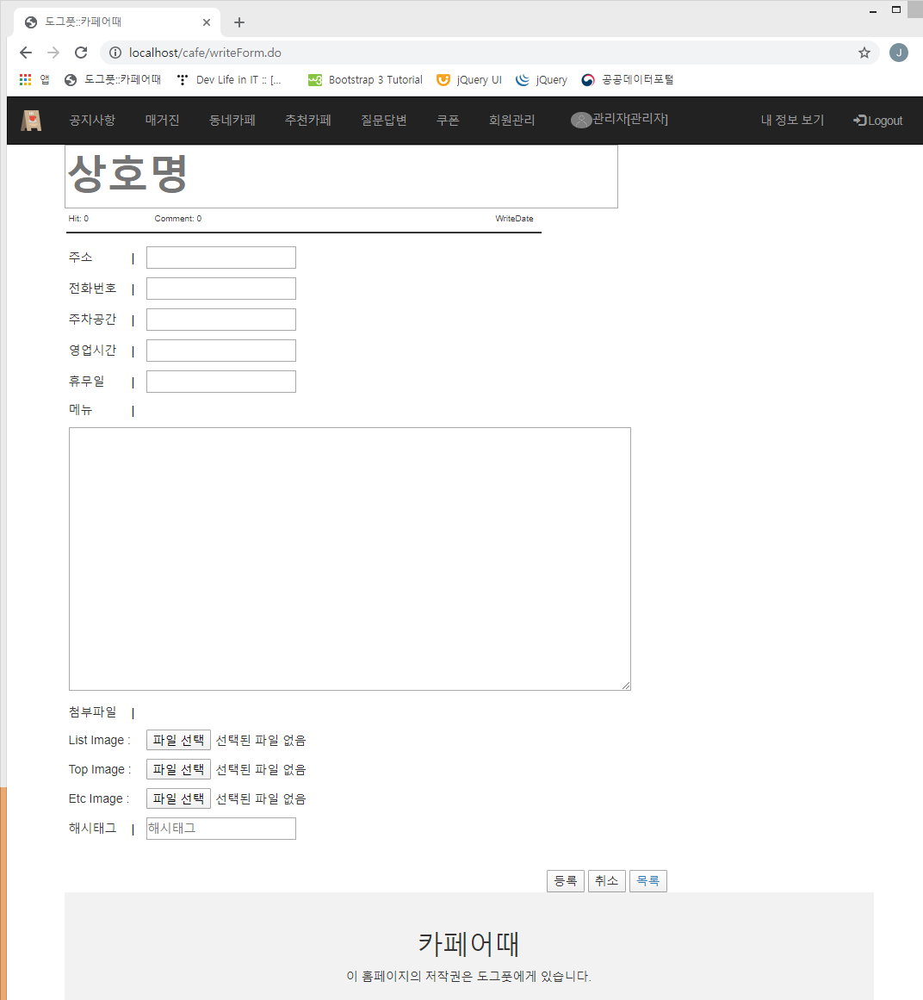 도그풋::카페어때
localhost/cafe/writeForm.do
J
앱 도그풋::카페어때 Dev Life in IT :: [... Bootstrap 3 Tutorial jQuery UI jQuery 공공데이터포털
공지사항 매거진 동네카페 추천카페 질문답변 쿠폰 회원관리 관리자[관리자] 내 정보 보기 Logout
상호명
Hit: 0 Comment: 0 WriteDate
주소 |
전화번호 |
주차공간 |
영업시간 |
휴무일 |
메뉴 |
첨부파일 |
List Image : 파일 선택 선택된 파일 없음
Top Image : 파일 선택 선택된 파일 없음
Etc Image : 파일 선택 선택된 파일 없음
해시태그 | 해시태그
등록 취소 목록
카페어때
이 홈페이지의 저작권은 도그풋에게 있습니다.